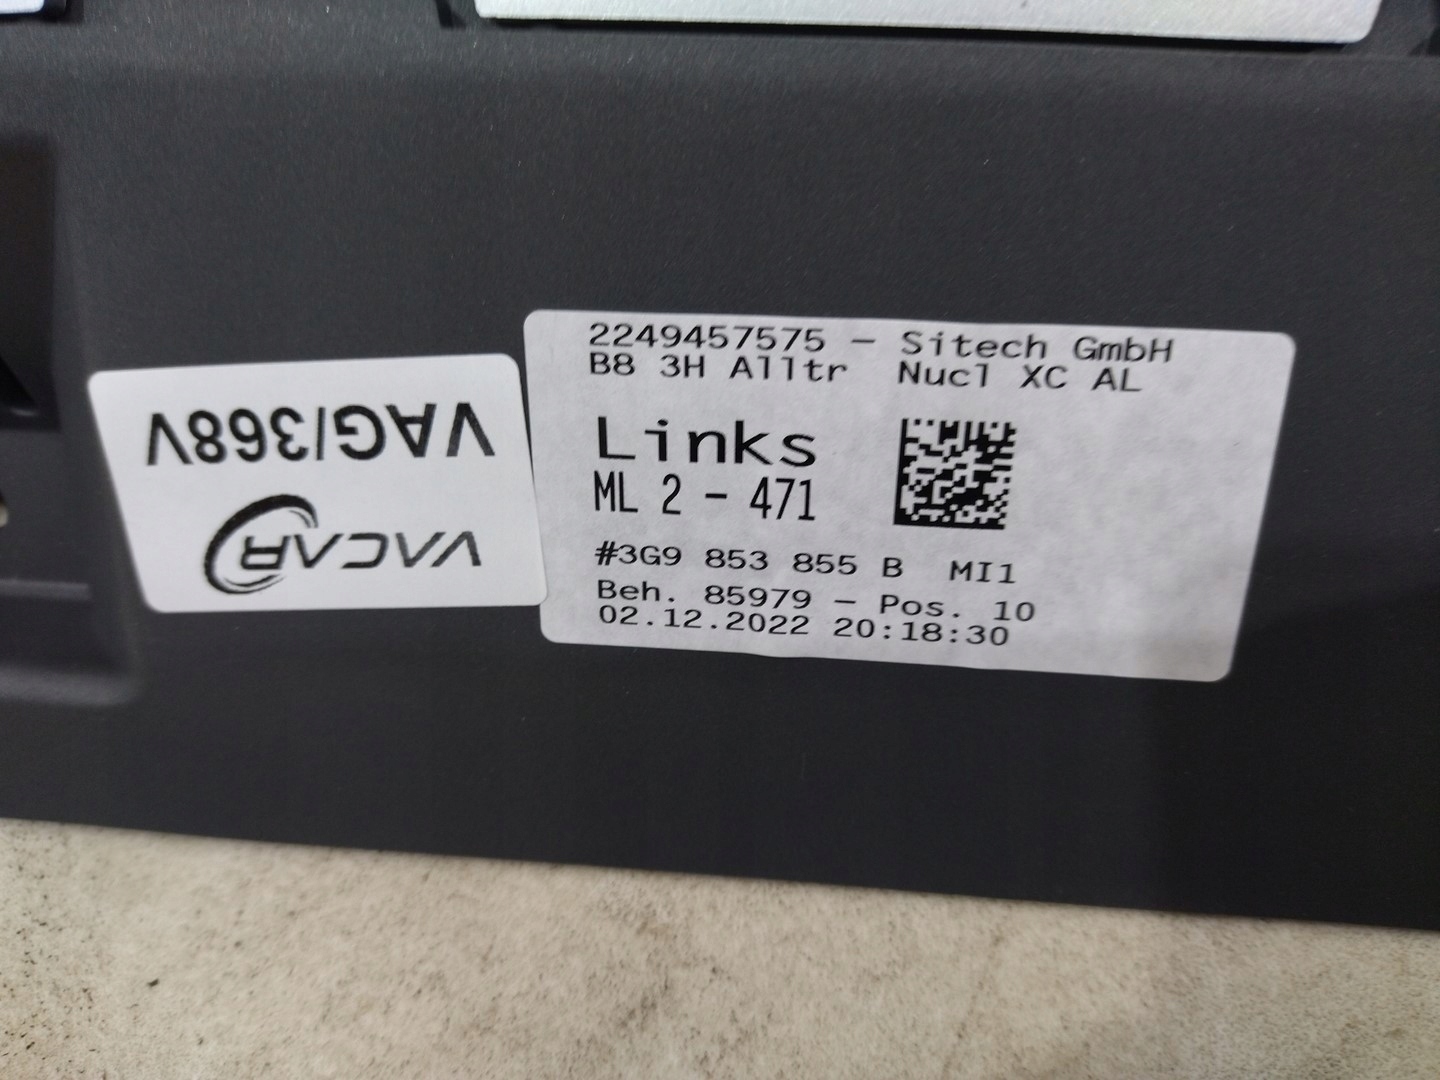 2249457575 - Sitech GmbH
B8 3H Alltr Nucl XC AL
Links
ML 2 - 471
#3G9 853 855 B MI1
Beh. 85979 - Pos. 10
02.12.2022 20:18:30
VACAR
VAG/368V